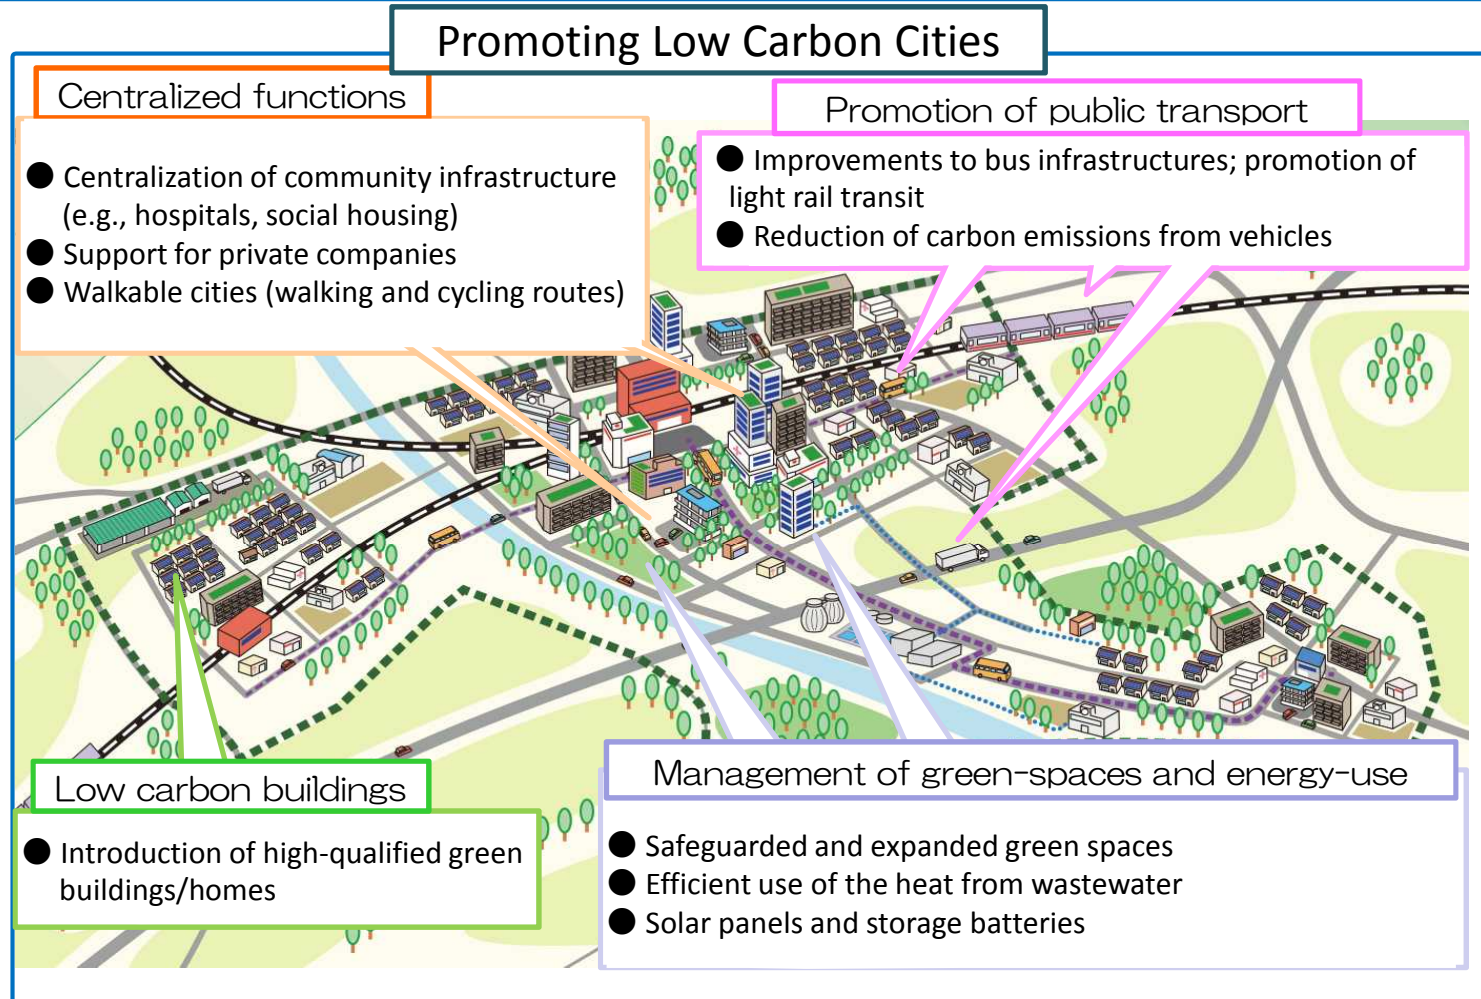 Promoting Low Carbon Cities
Centralized functions
● Centralization of community infrastructure
(e.g., hospitals, social housing)
● Support for private companies
● Walkable cities (walking and cycling routes)
Promotion of public transport
● Improvements to bus infrastructures; promotion of
light rail transit
● Reduction of carbon emissions from vehicles
Low carbon buildings
● Introduction of high-qualified green
buildings/homes
Management of green-spaces and energy-use
● Safeguarded and expanded green spaces
● Efficient use of the heat from wastewater
● Solar panels and storage batteries